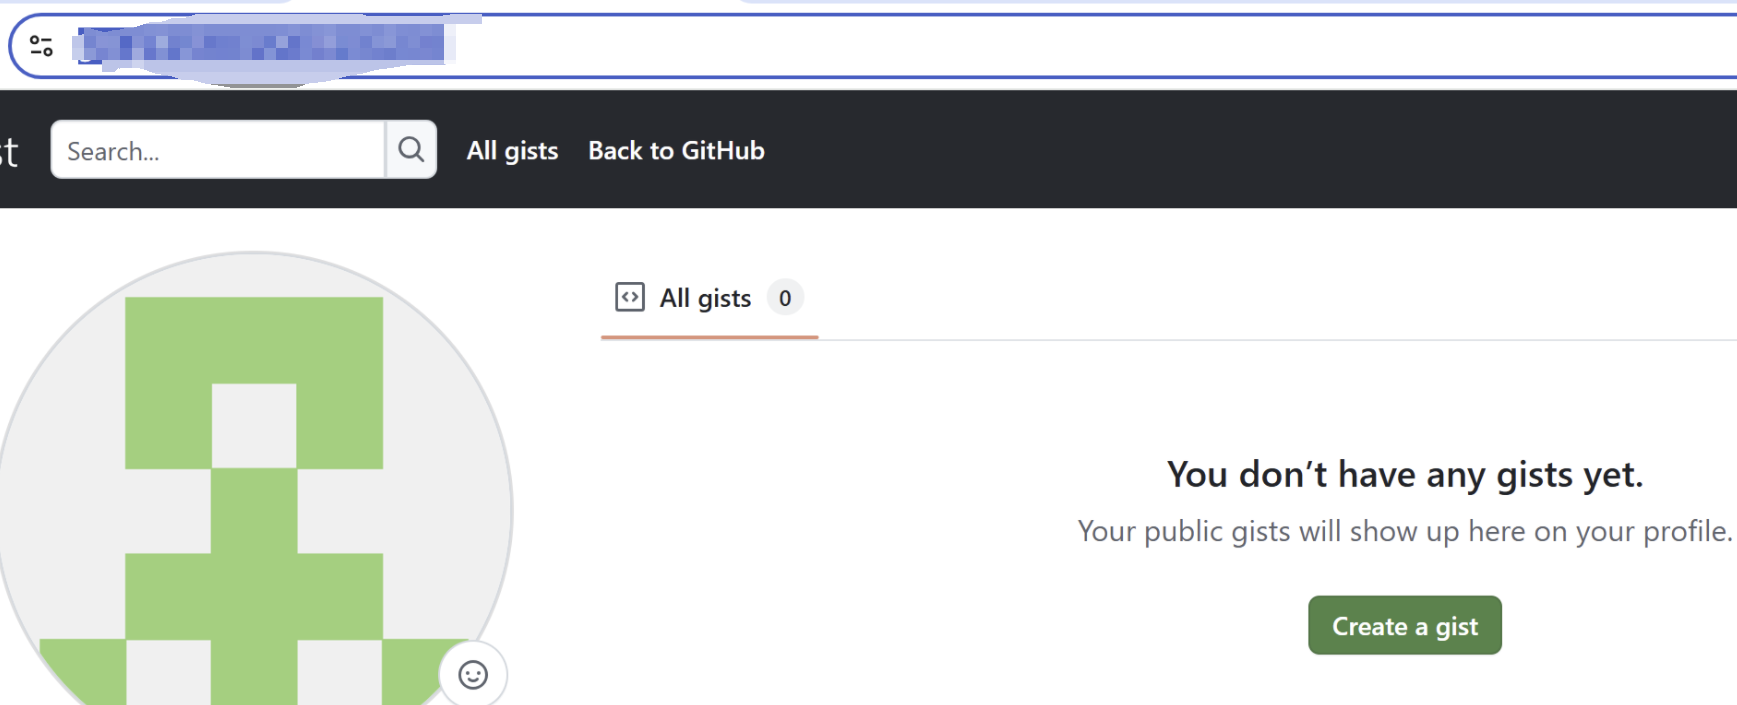 st
Search...
All gists
Back to GitHub
All gists 0
You don’t have any gists yet.
Your public gists will show up here on your profile.
Create a gist